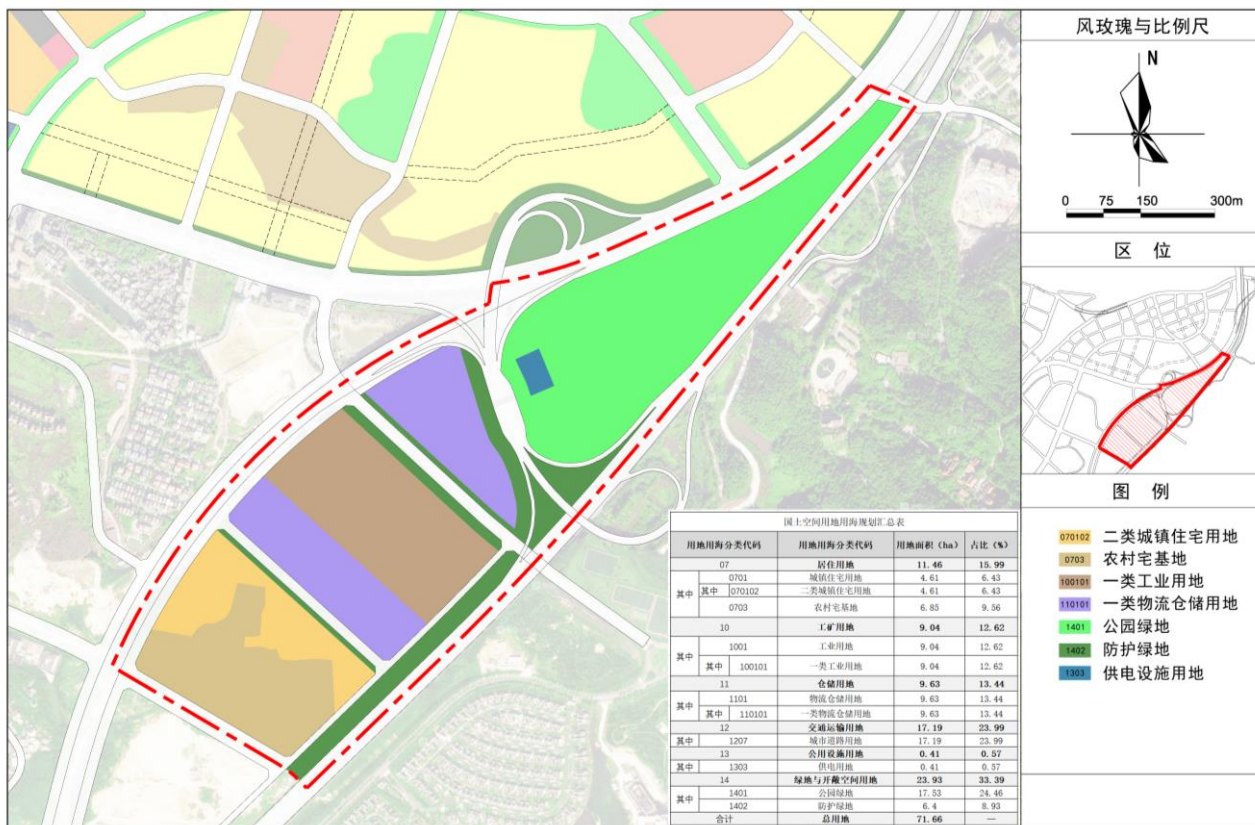 风玫瑰与比例尺
N
0 75 150 300m
区 位
图 例
070102 二类城镇住宅用地
0703 农村宅基地
100101 一类工业用地
110101 一类物流仓储用地
1401 公园绿地
1402 防护绿地
1303 供电设施用地
国土空间用地用海规划汇总表
用地用海分类代码 用地用海分类代码 用地面积（ha） 占比（%）
07 居住用地 11.46 15.99
其中 0701 城镇住宅用地 4.61 6.43
其中 070102 二类城镇住宅用地 4.61 6.43
0703 农村宅基地 6.85 9.56
10 工矿用地 9.04 12.62
其中 1001 工业用地 9.04 12.62
其中 100101 一类工业用地 9.04 12.62
11 仓储用地 9.63 13.44
其中 1101 物流仓储用地 9.63 13.44
其中 110101 一类物流仓储用地 9.63 13.44
12 交通运输用地 17.19 23.99
其中 1207 城市道路用地 17.19 23.99
13 公用设施用地 0.41 0.57
其中 1303 供电用地 0.41 0.57
14 绿地与开敞空间用地 23.93 33.39
其中 1401 公园绿地 17.53 24.46
1402 防护绿地 6.4 8.93
合计 总用地 71.66 —